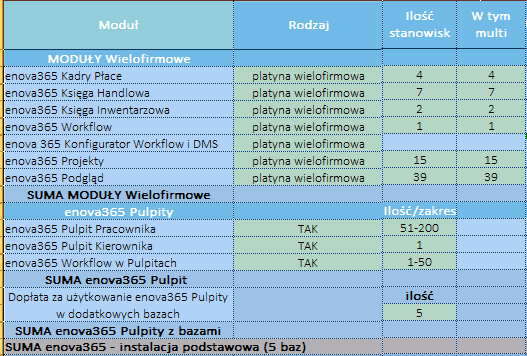 Moduł Rodzaj Ilość stanowisk W tym multi
MODUŁY Wielofirmowe
enova365 Kadry Płace platyna wielofirmowa 4 4
enova365 Księga Handlowa platyna wielofirmowa 7 7
enova365 Księga Inwentarzowa platyna wielofirmowa 2 2
enova365 Workflow platyna wielofirmowa 1 1
enova 365 Konfigurator Workflow i DMS platyna wielofirmowa
enova365 Projekty platyna wielofirmowa 15 15
enova365 Podgląd platyna wielofirmowa 39 39
SUMA MODUŁY Wielofirmowe
enova365 Pulpity Ilość/zakres
enova365 Pulpit Pracownika TAK 51-200
enova365 Pulpit Kierownika TAK 1
enova365 Workflow w Pulpitach TAK 1-50
SUMA enova365 Pulpit
Dopłata za użytkowanie enova365 Pulpity ilość
w dodatkowych bazach 5
SUMA enova365 Pulpity z bazami
SUMA enova365 - instalacja podstawowa (5 baz)